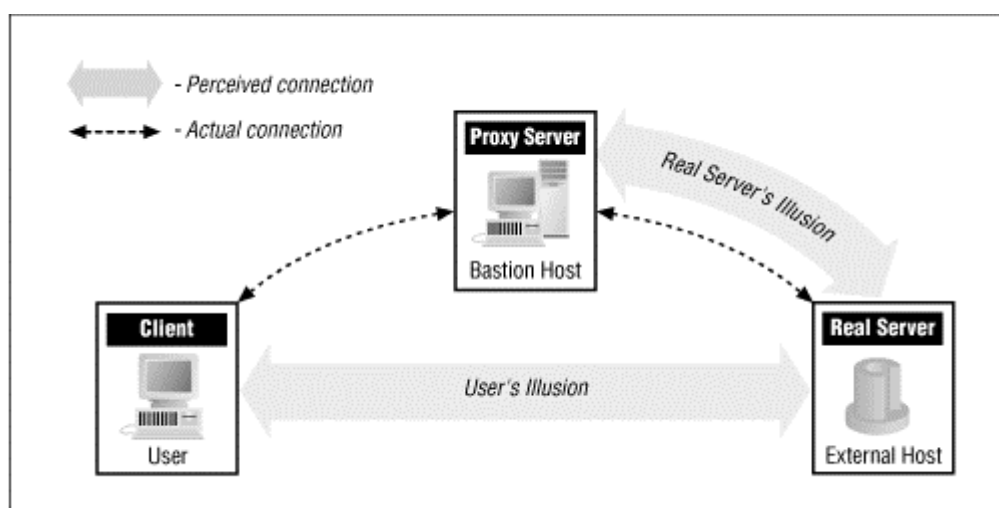 - Perceived connection
- Actual connection
Proxy Server
Bastion Host
Real Server's Illusion
Client
User
User's Illusion
Real Server
External Host